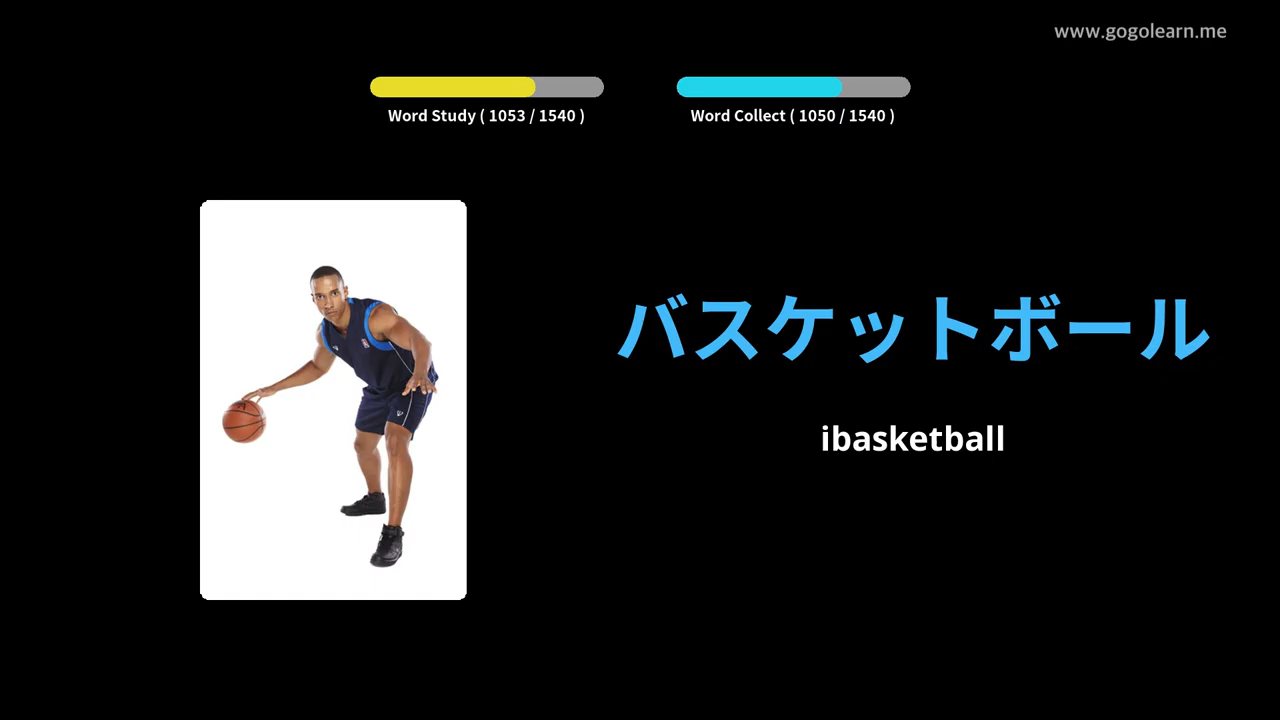 www.gogolearn.me
Word Study ( 1053 / 1540 )
Word Collect ( 1050 / 1540 )
バスケットボール
ibasketball